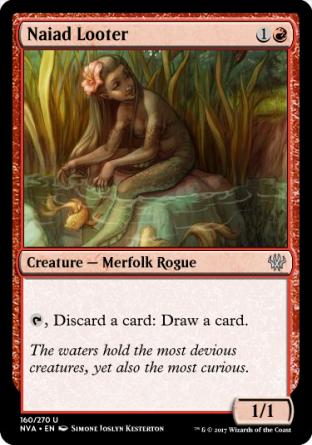 Naiad Looter 1
Creature — Merfolk Rogue
, Discard a card: Draw a card.
The waters hold the most devious
creatures, yet also the most curious.
1/1
160/270 U
NVA • EN Simone Joslyn Kesterton
™ & © 2017 Wizards of the Coast